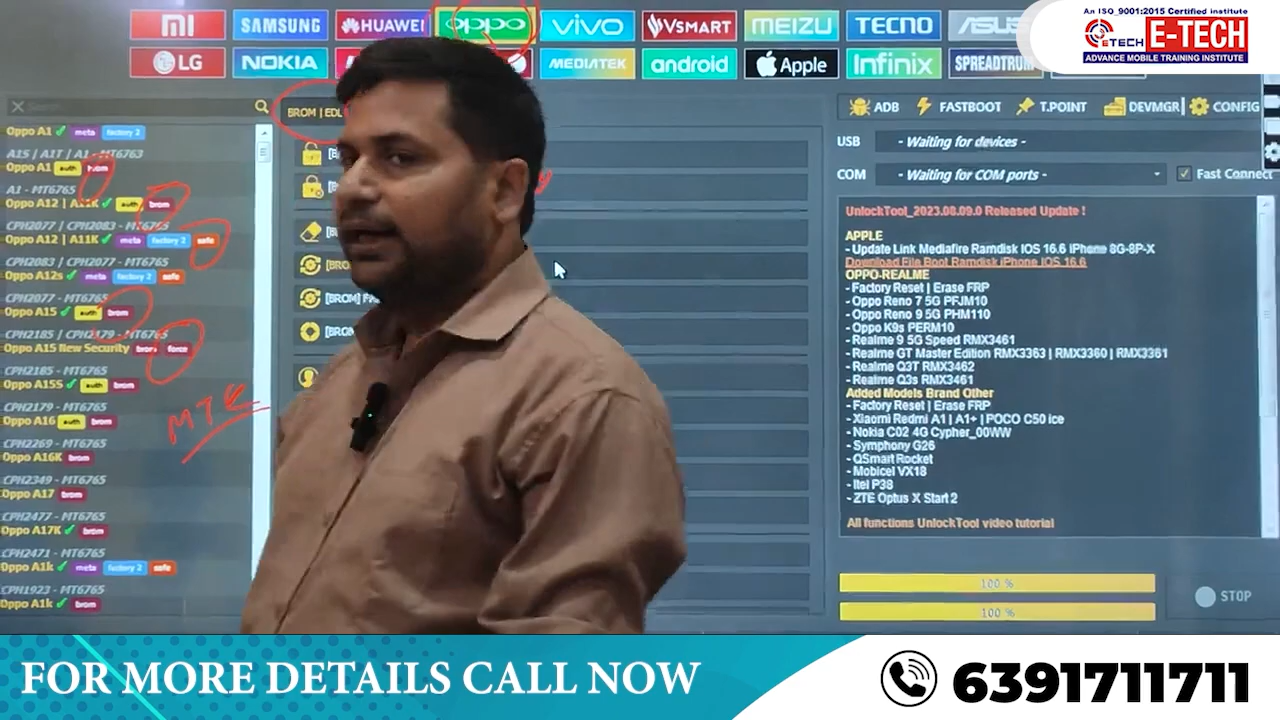 An ISO_9001:2015 Certified institute
ETECH E-TECH
ADVANCE MOBILE TRAINING INSTITUTE
MI SAMSUNG HUAWEI oppo vivo VSMART MEIZU TECNO ASUS
LG NOKIA MEDIATEK android Apple Infinix SPREADTRUM
Search
BROM | EDL
ADB FASTBOOT T.POINT DEVMGR CONFIG
USB - Waiting for devices -
COM - Waiting for COM ports - Fast Connect
Oppo A1 meta factory 2
A1S | A1T | A1 - MT6763
Oppo A1 auth brom
A1 - MT6765
Oppo A12 | A11K auth brom
CPH2077 | CPH2083 - MT6765
Oppo A12 | A11K meta factory 2 safe
CPH2083 | CPH2077 - MT6765
Oppo A12s meta factory 2 safe
CPH2077 - MT6765
Oppo A15 auth brom
CPH2185 | CPH2179 - MT6765
Oppo A15 New Security brom force
CPH2185 - MT6765
Oppo A15S auth brom
CPH2179 - MT6765
Oppo A16 auth brom
CPH2269 - MT6765
Oppo A16K brom
CPH2349 - MT6765
Oppo A17 brom
CPH2477 - MT6765
Oppo A17K brom
CPH2471 - MT6765
Oppo A1k meta factory 2 safe
CPH1923 - MT6765
Oppo A1k brom
MTK
[BROM] FA
[BRO
UnlockTool_2023.08.09.0 Released Update !
APPLE
- Update Link Mediafire Ramdisk IOS 16.6 iPhone 8G-8P-X
Download File Boot Ramdisk iPhone IOS 16.6
OPPO-REALME
- Factory Reset | Erase FRP
- Oppo Reno 7 5G PFJM10
- Oppo Reno 9 5G PHM110
- Oppo K9s PERM10
- Realme 9 5G Speed RMX3461
- Realme GT Master Edition RMX3363 | RMX3360 | RMX3361
- Realme Q3T RMX3462
- Realme Q3s RMX3461
Added Models Brand Other
- Factory Reset | Erase FRP
- Xiaomi Redmi A1 | A1+ | POCO C50 ice
- Nokia C02 4G Cypher_00WW
- Symphony G26
- QSmart Rocket
- Mobicel VX18
- Itel P38
- ZTE Optus X Start 2
All functions UnlockTool video tutorial
100 %
100 %
STOP
FOR MORE DETAILS CALL NOW
6391711711